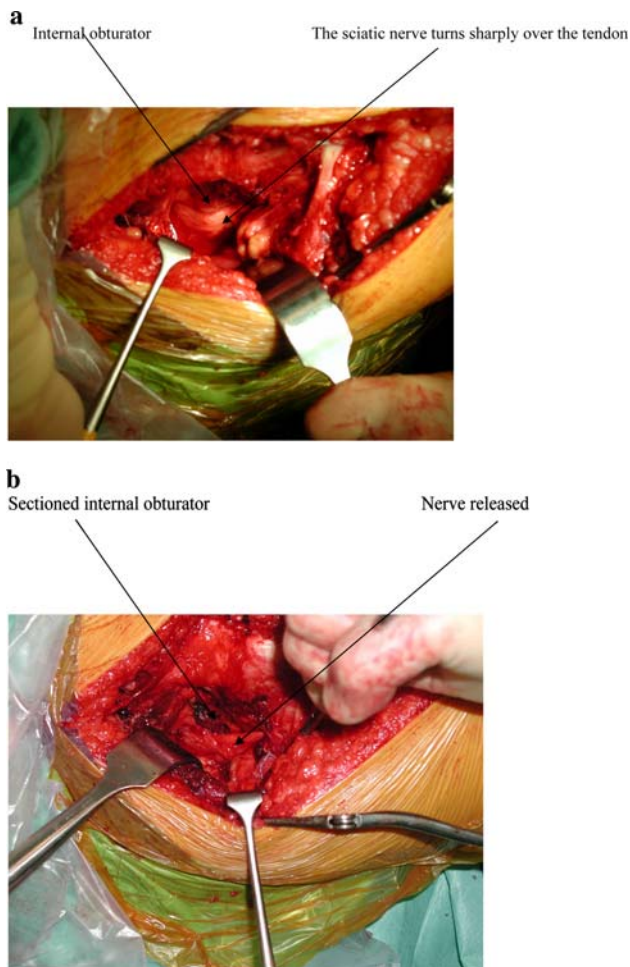 a
Internal obturator
The sciatic nerve turns sharply over the tendon
b
Sectioned internal obturator
Nerve released